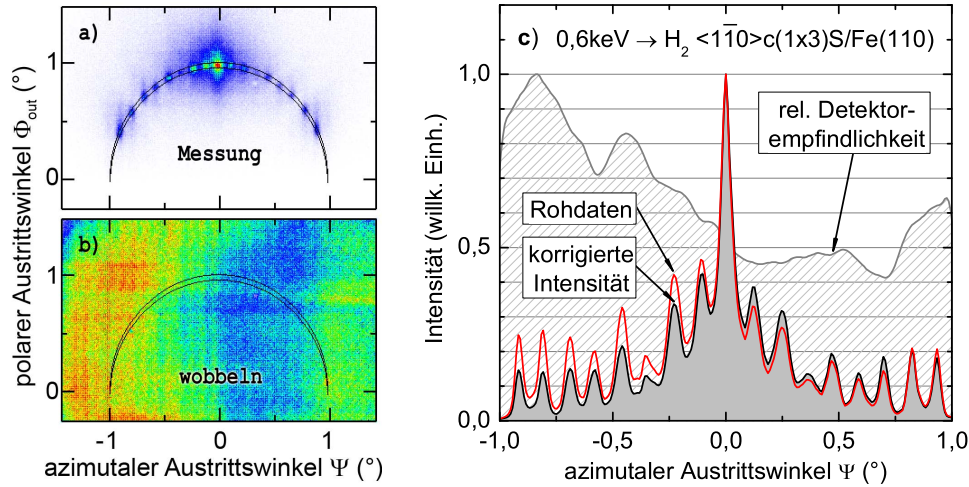 a)
Messung
1
0
polarer Austrittswinkel Φout (°)
b)
wobbeln
1
0
-1
0
1
azimutaler Austrittswinkel Ψ (°)
c) 0,6keV → H₂ <11̅0>c(1x3)S/Fe(110)
1,0
0,5
0,0
Intensität (willk. Einh.)
rel. Detektor-
empfindlichkeit
Rohdaten
korrigierte
Intensität
-1,0
-0,5
0,0
0,5
1,0
azimutaler Austrittswinkel Ψ (°)